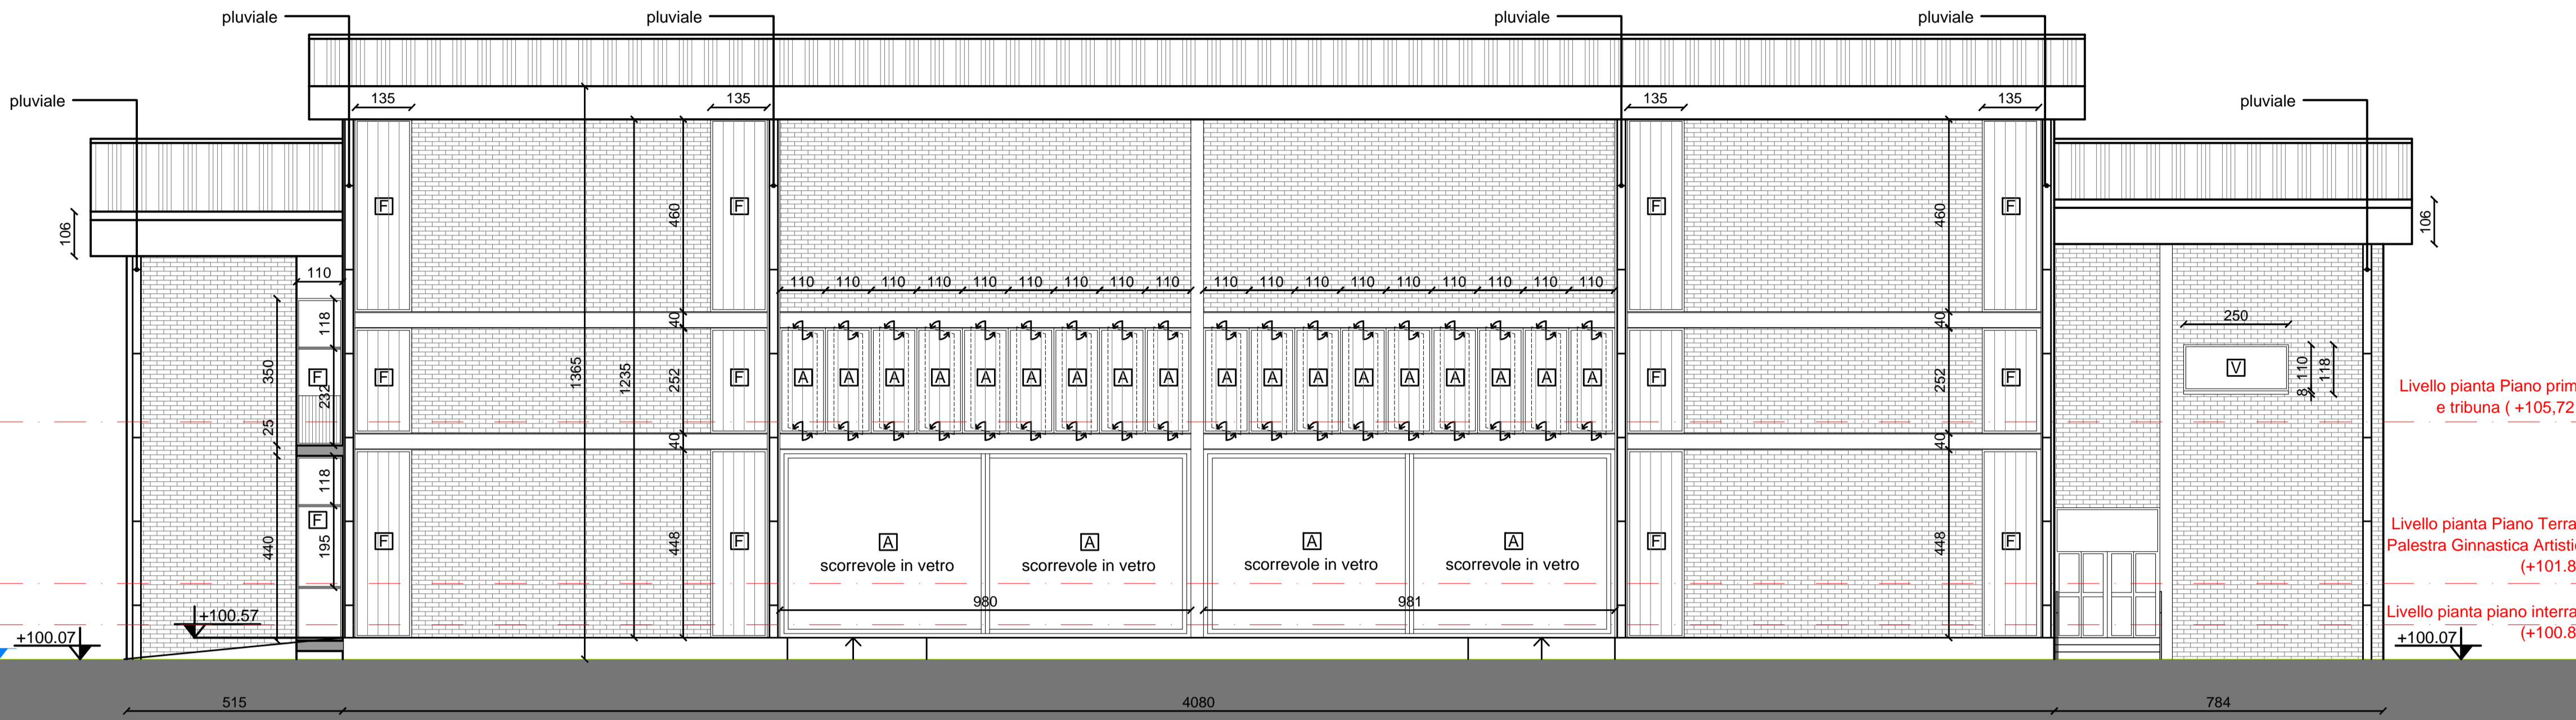 pluviale
pluviale
pluviale
pluviale
pluviale
pluviale
135
135
135
135
106
106
F
F
F
F
460
460
110
110 110 110 110 110 110 110 110 110
110 110 110 110 110 110 110 110 110
118
40
40
250
350
F
232
F
F
1365
1235
252
A A A A A A A A A
A A A A A A A A A
F
F
252
V
110
118
8
Livello pianta Piano prim
e tribuna ( +105,72
25
40
40
118
F
195
440
F
F
448
A
scorrevole in vetro
A
scorrevole in vetro
A
scorrevole in vetro
A
scorrevole in vetro
F
F
448
Livello pianta Piano Terra
Palestra Ginnastica Artisti
(+101.8
980
981
+100.57
Livello pianta piano interra
(+100.8
+100.07
+100.07
515
4080
784